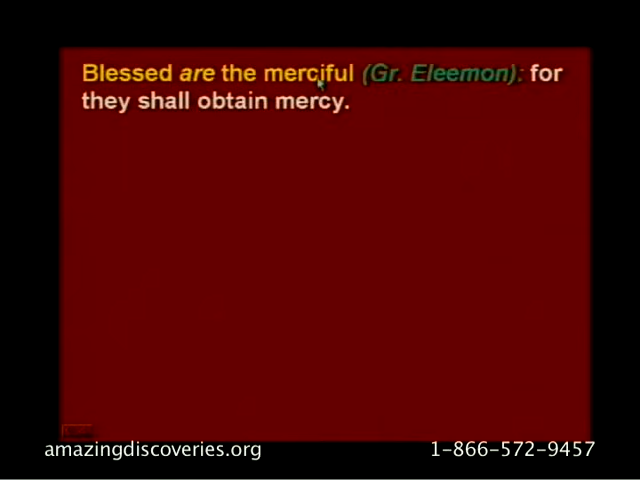 Blessed are the merciful (Gr. Eleemon): for
they shall obtain mercy.
amazingdiscoveries.org
1-866-572-9457